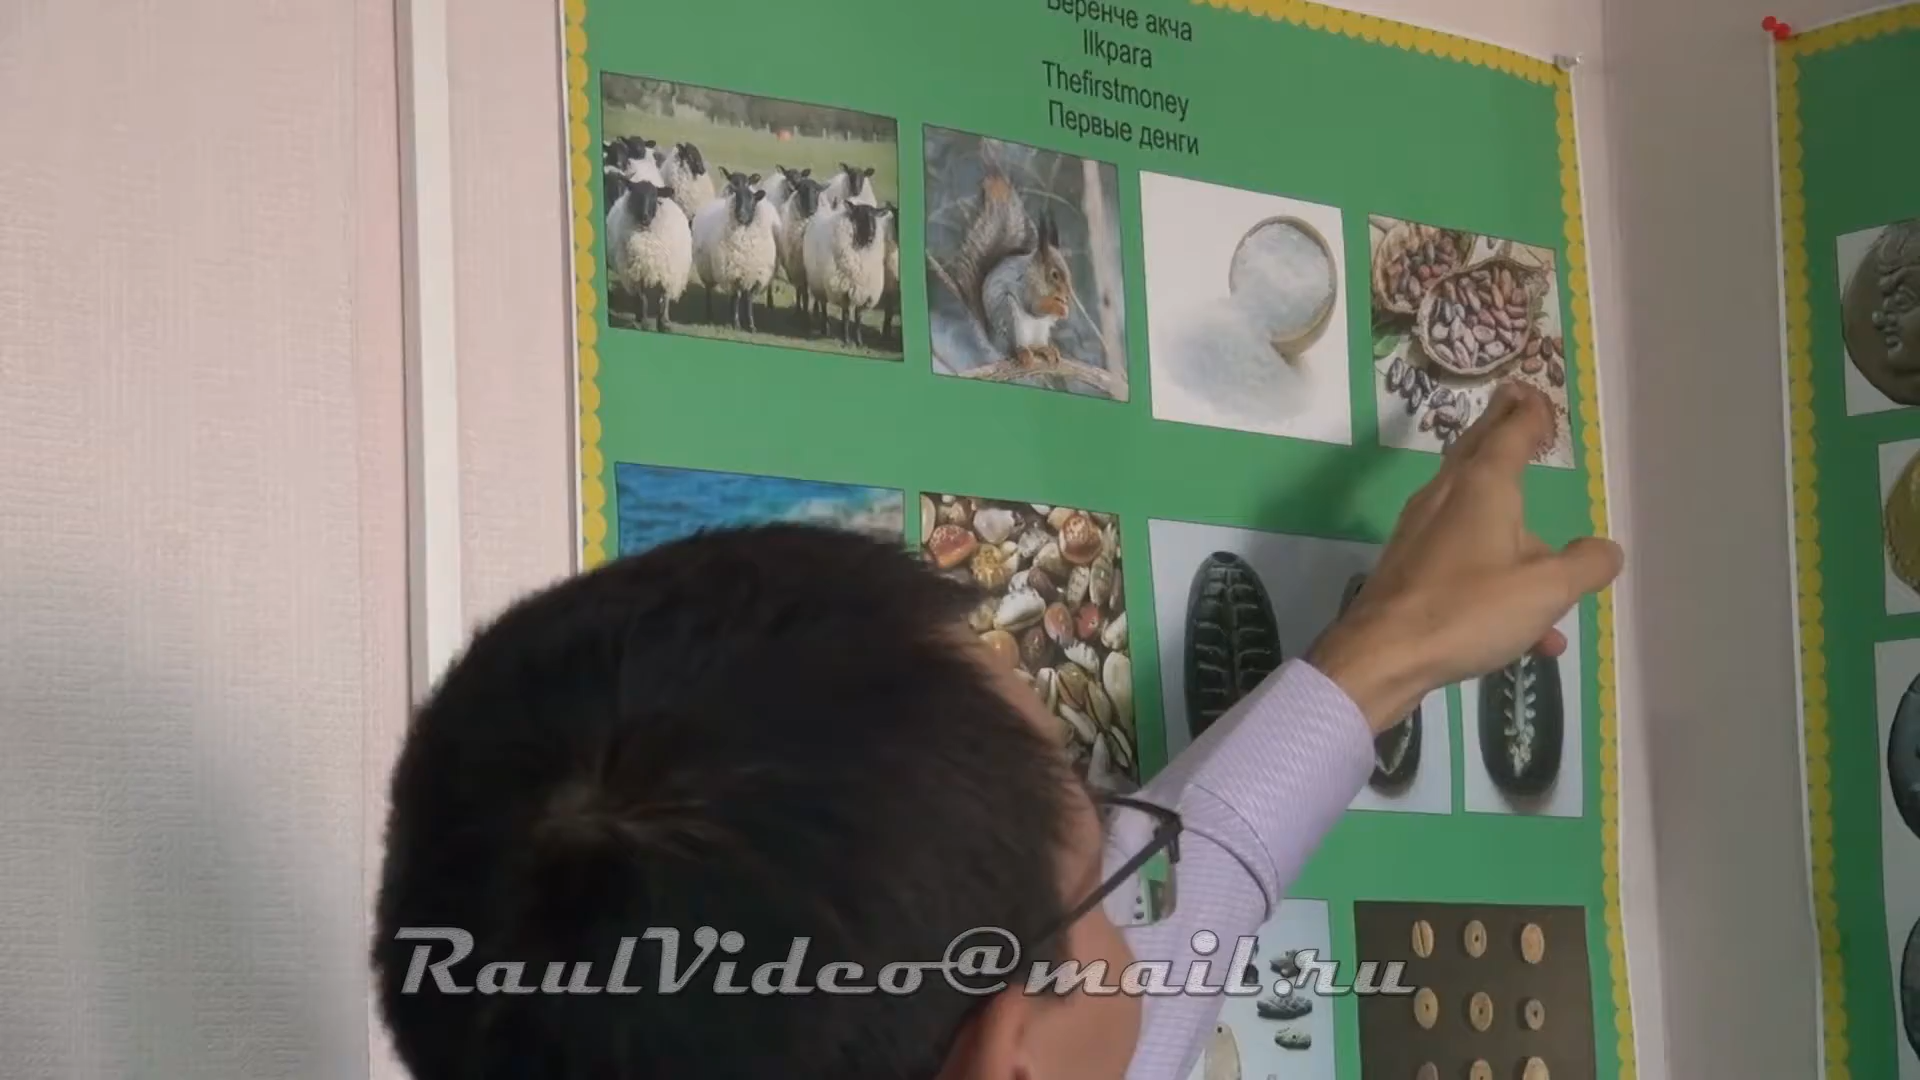 Беренче акча
Ilkpara
Thefirstmoney
Первые денги
RaulVideo@mail.ru